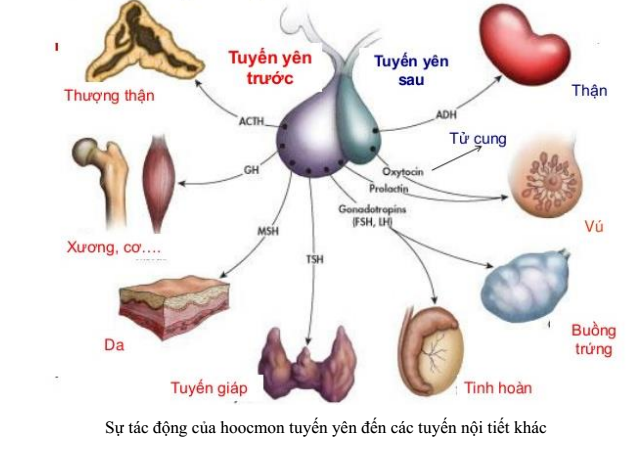 Tuyến yên
trước
Tuyến yên
sau
Thượng thận
Thận
ACTH
ADH
Tử cung
GH
Oxytocin
Prolactin
Gonadotropins
(FSH, LH)
Vú
Xương, cơ….
MSH
TSH
Da
Buồng
trứng
Tuyến giáp
Tinh hoàn
Sự tác động của hoocmon tuyến yên đến các tuyến nội tiết khác